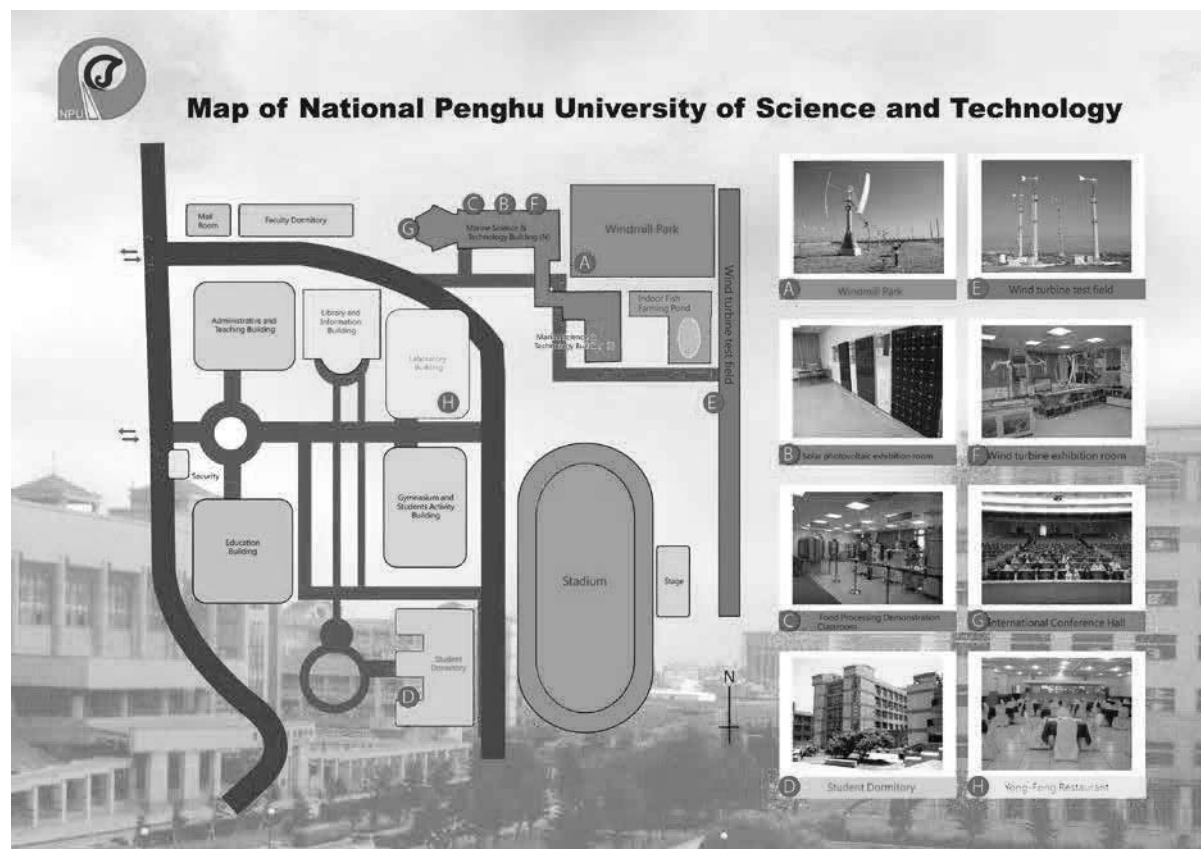 NPU
Map of National Penghu University of Science and Technology
Mail
Room
Faculty Dormitory
C
B
F
G
Marine Science &
Technology Building (N)
Windmill Park
A
Administrative and
Teaching Building
Library and
Information
Building
Laboratory
Building
H
Indoor Fish
Farming Pond
Marine Science &
Technology
Wind turbine test field
E
Security
Education
Building
Gymnasium and
Students Activity
Building
Stadium
Stage
Student
Dormitory
D
N
A
Windmill Park
E
Wind turbine test field
B
Solar photovoltaic exhibition room
F
Wind turbine exhibition room
C
Food Processing Demonstration
Classroom
G
International Conference Hall
D
Student Dormitory
H
Yong-Feng Restaurant